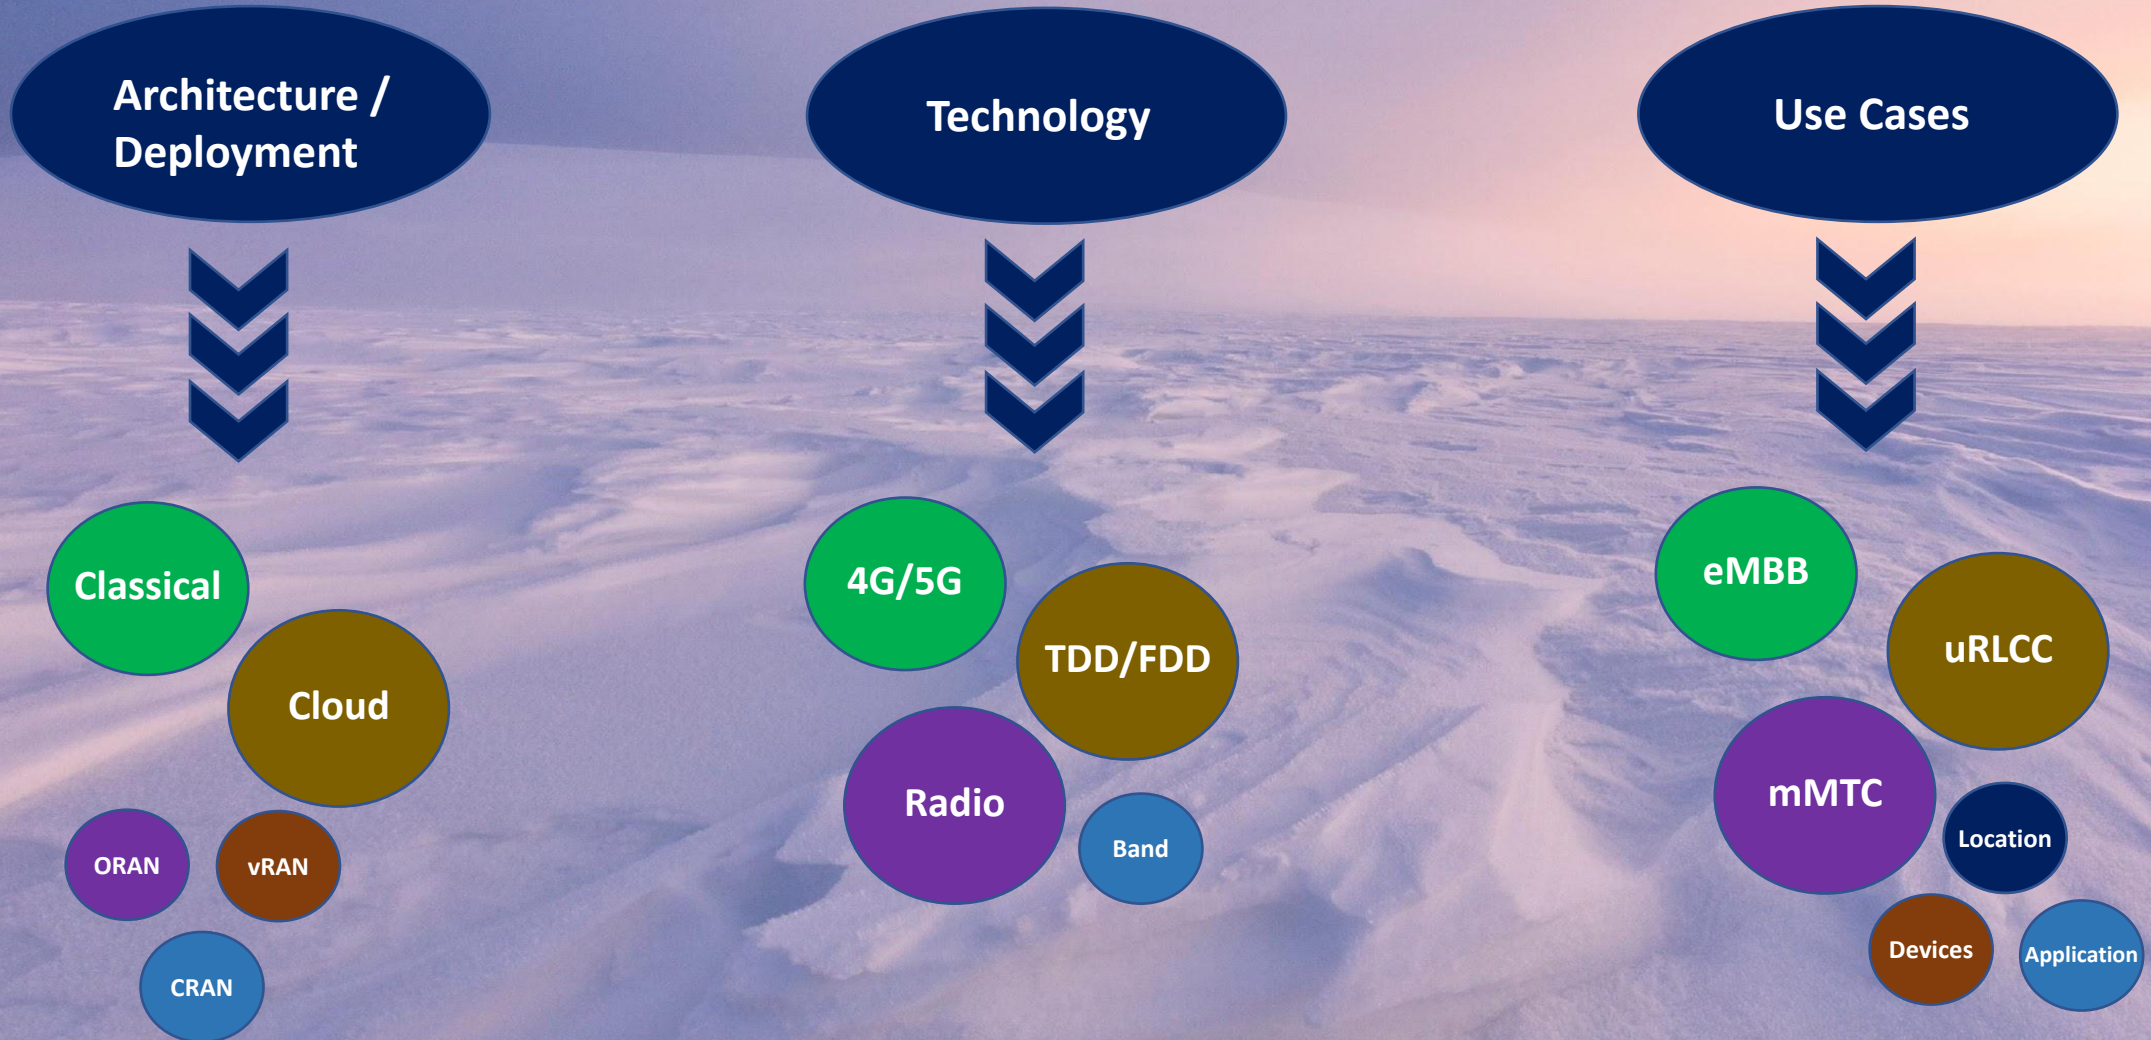 Architecture /
Deployment
Technology
Use Cases
Classical
Cloud
ORAN
vRAN
CRAN
4G/5G
TDD/FDD
Radio
Band
eMBB
uRLCC
mMTC
Location
Devices
Application